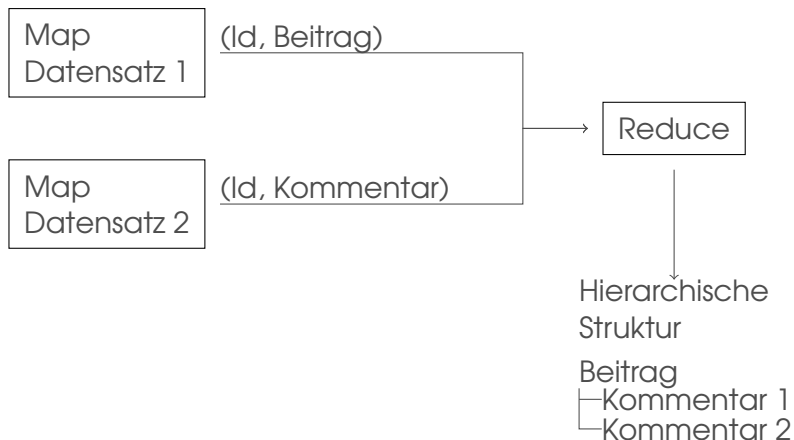 Map
Datensatz 1
(Id, Beitrag)
Map
Datensatz 2
(Id, Kommentar)
Reduce
Hierarchische
Struktur
Beitrag
Kommentar 1
Kommentar 2